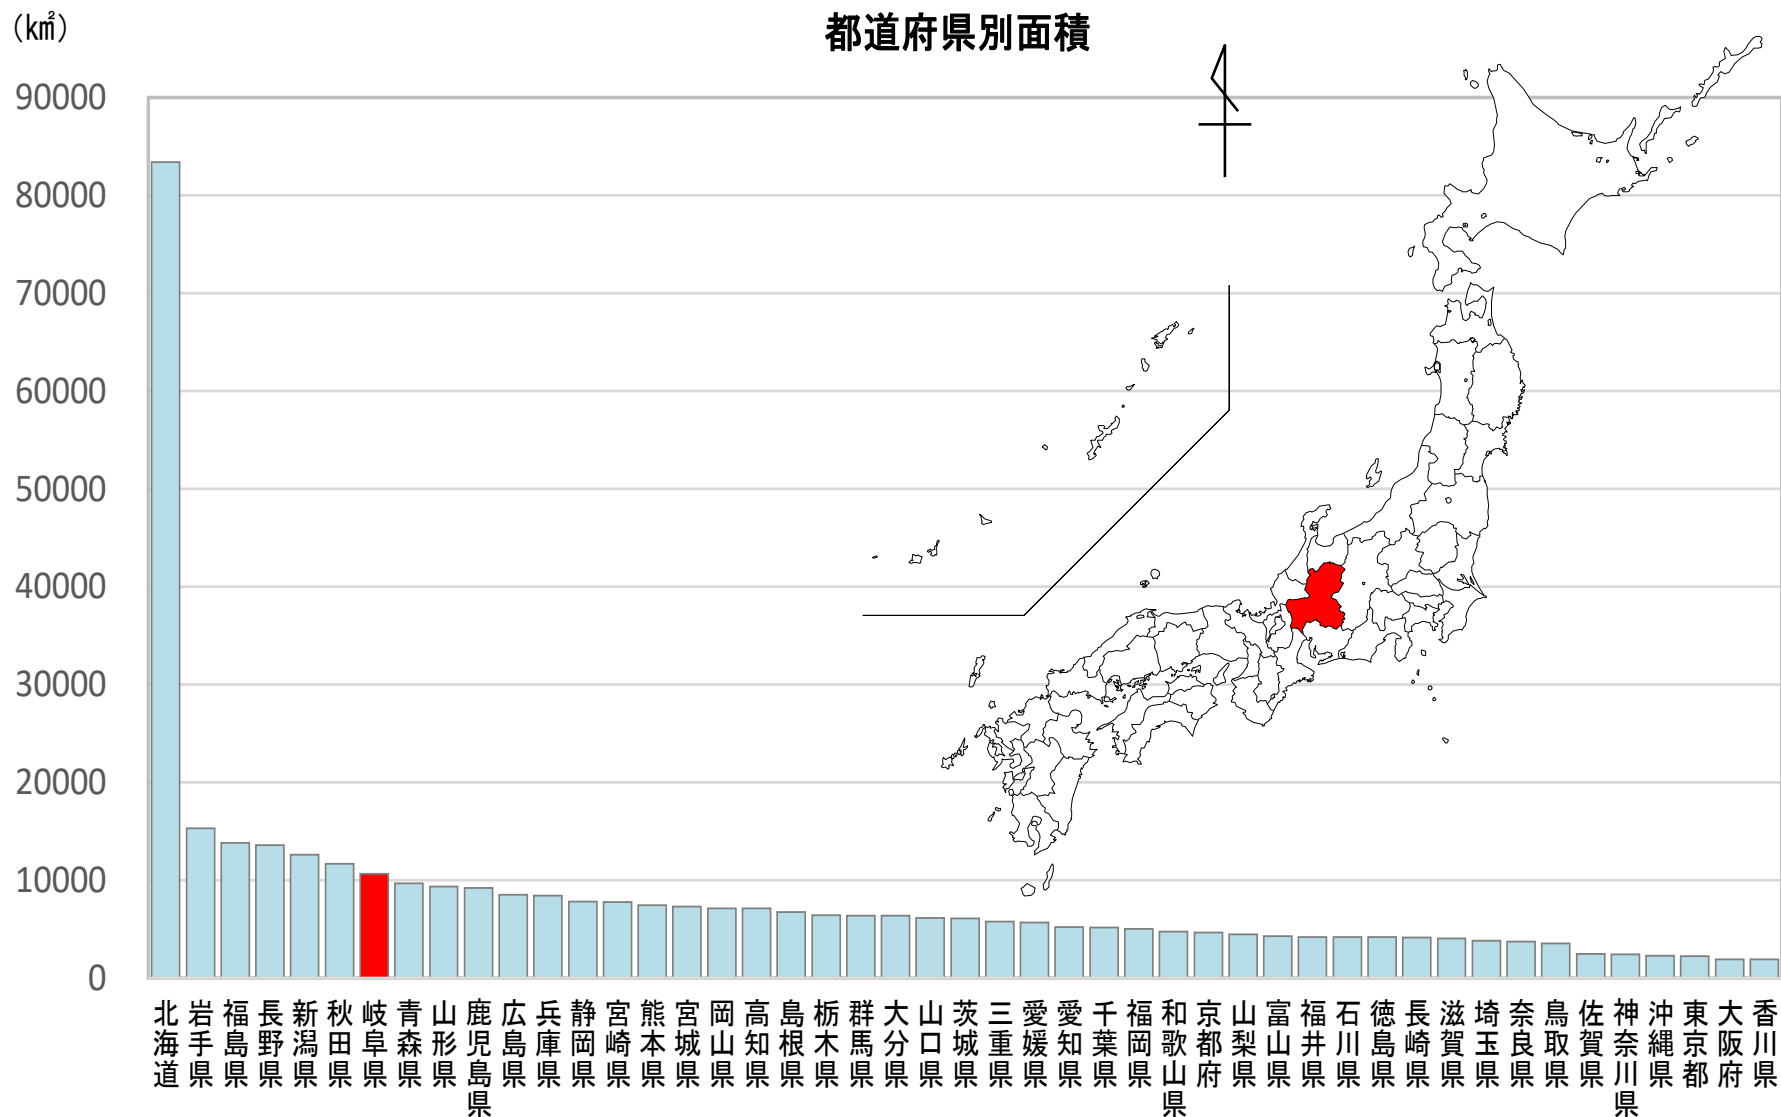 (k㎡)
都道府県別面積
90000
80000
70000
60000
50000
40000
30000
20000
10000
0
北海道
岩手県
福島県
長野県
新潟県
秋田県
岐阜県
青森県
山形県
鹿児島県
広島県
兵庫県
静岡県
宮崎県
熊本県
宮城県
岡山県
高知県
島根県
栃木県
群馬県
大分県
山口県
茨城県
三重県
愛媛県
愛知県
千葉県
福岡県
和歌山県
京都府
山梨県
富山県
福井県
石川県
徳島県
長崎県
滋賀県
埼玉県
奈良県
鳥取県
佐賀県
神奈川県
沖縄県
東京都
大阪府
香川県